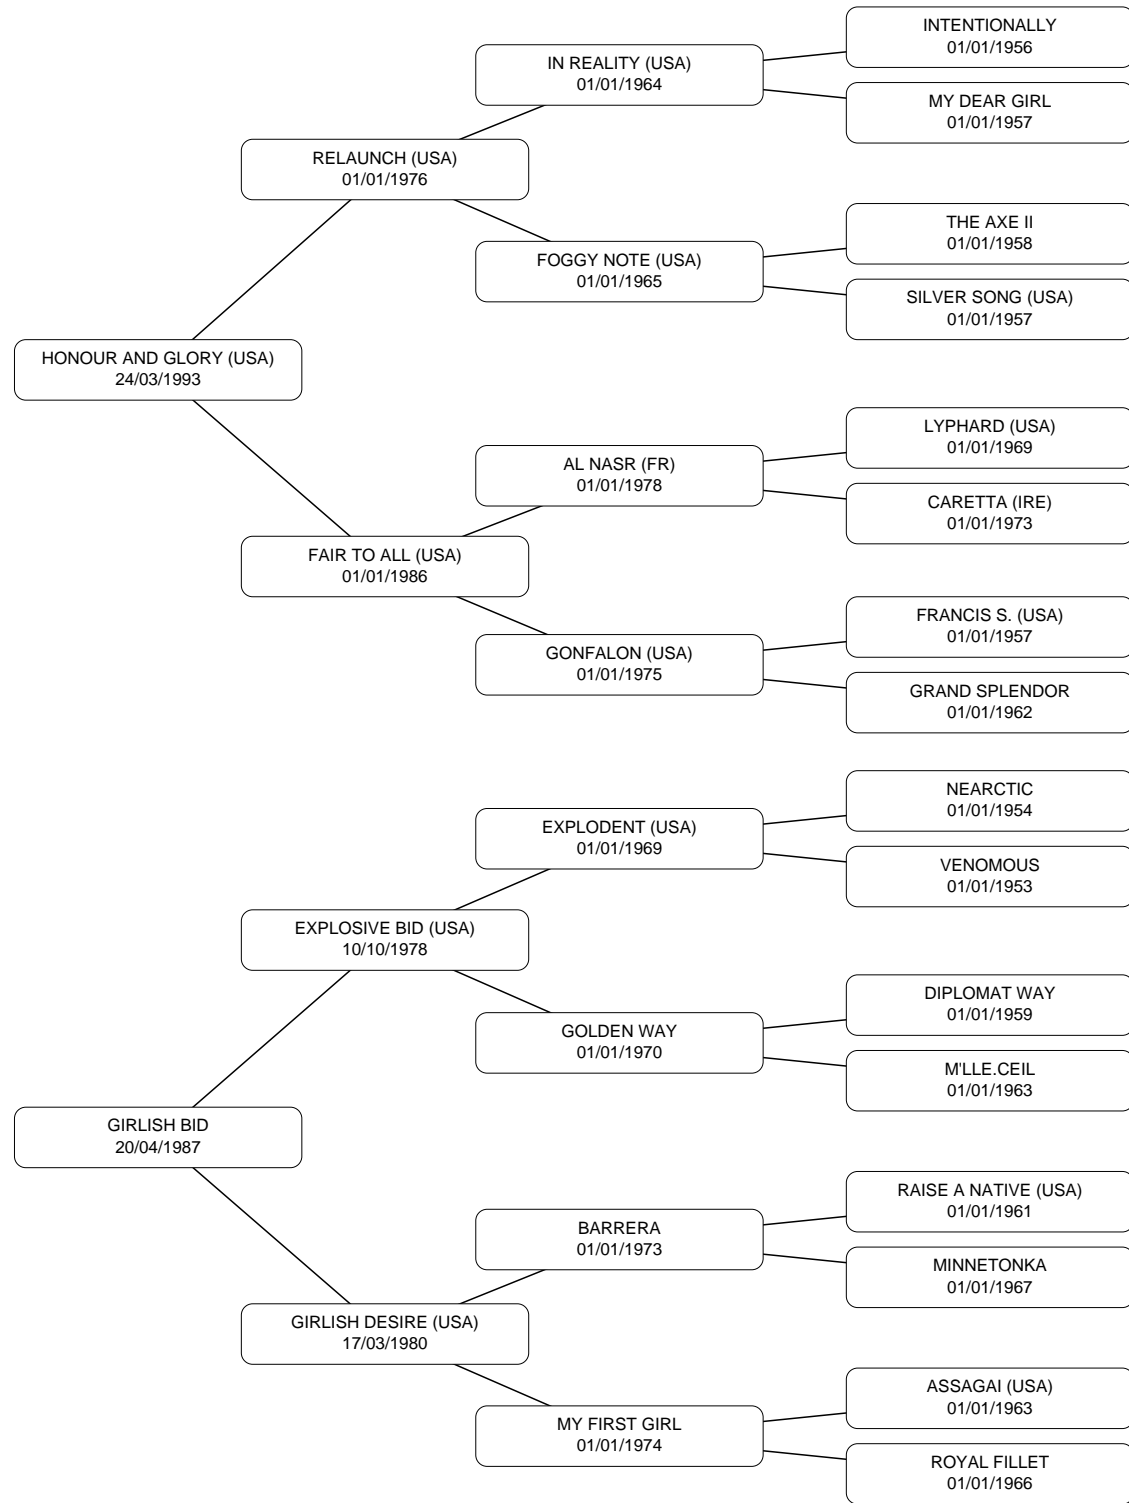 INTENTIONALLY
01/01/1956
IN REALITY (USA)
01/01/1964
MY DEAR GIRL
01/01/1957
RELAUNCH (USA)
01/01/1976
THE AXE II
01/01/1958
FOGGY NOTE (USA)
01/01/1965
SILVER SONG (USA)
01/01/1957
HONOUR AND GLORY (USA)
24/03/1993
LYPHARD (USA)
01/01/1969
AL NASR (FR)
01/01/1978
CARETTA (IRE)
01/01/1973
FAIR TO ALL (USA)
01/01/1986
FRANCIS S. (USA)
01/01/1957
GONFALON (USA)
01/01/1975
GRAND SPLENDOR
01/01/1962
NEARCTIC
01/01/1954
EXPLODENT (USA)
01/01/1969
VENOMOUS
01/01/1953
EXPLOSIVE BID (USA)
10/10/1978
DIPLOMAT WAY
01/01/1959
GOLDEN WAY
01/01/1970
M'LLE.CEIL
01/01/1963
GIRLISH BID
20/04/1987
RAISE A NATIVE (USA)
01/01/1961
BARRERA
01/01/1973
MINNETONKA
01/01/1967
GIRLISH DESIRE (USA)
17/03/1980
ASSAGAI (USA)
01/01/1963
MY FIRST GIRL
01/01/1974
ROYAL FILLET
01/01/1966